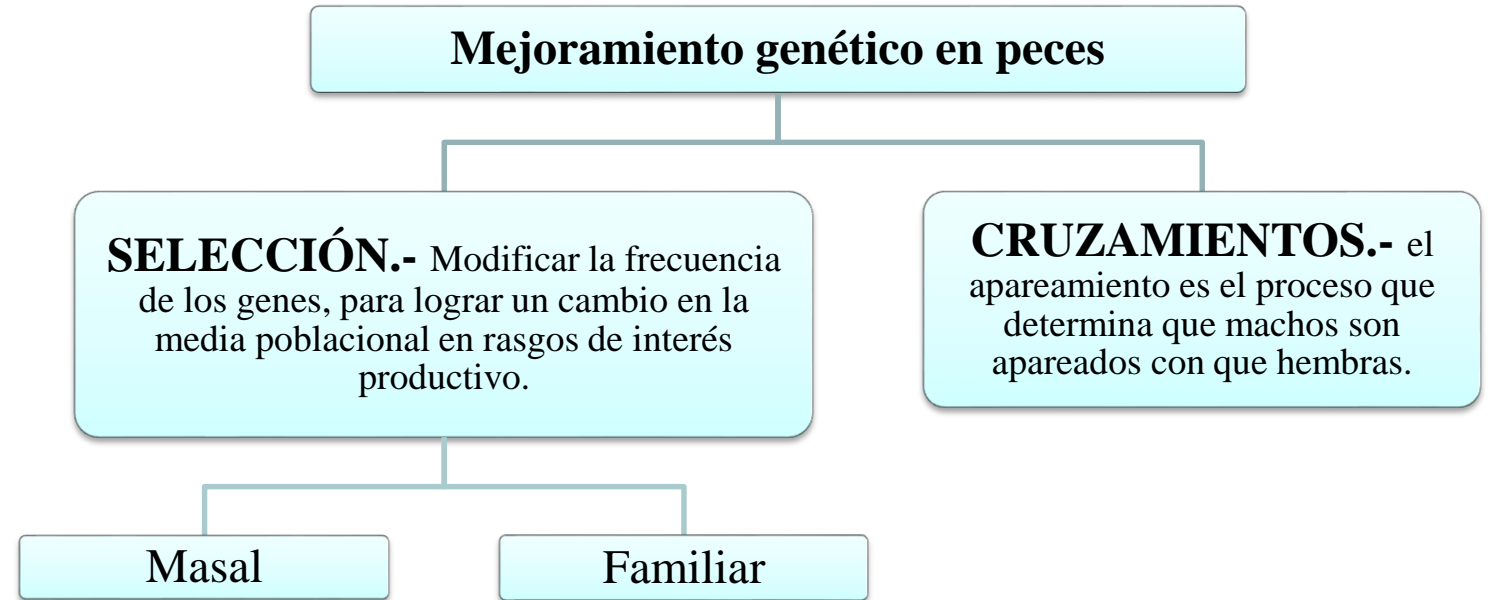 Mejoramiento genético en peces
SELECCIÓN.- Modificar la frecuencia
de los genes, para lograr un cambio en la
media poblacional en rasgos de interés
productivo.
CRUZAMIENTOS.- el
apareamiento es el proceso que
determina que machos son
apareados con que hembras.
Masal
Familiar